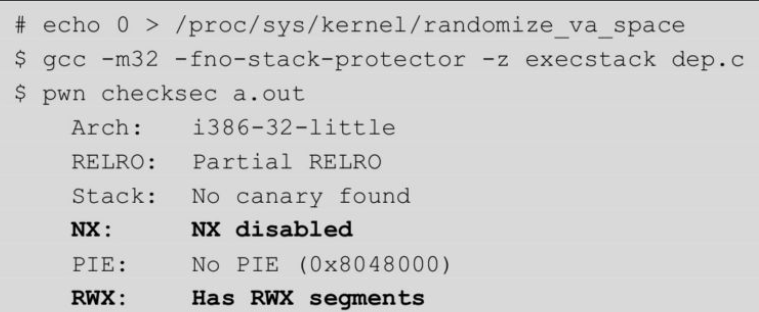 # echo 0 > /proc/sys/kernel/randomize_va_space
$ gcc -m32 -fno-stack-protector -z execstack dep.c
$ pwn checksec a.out
Arch: i386-32-little
RELRO: Partial RELRO
Stack: No canary found
NX: NX disabled
PIE: No PIE (0x8048000)
RWX: Has RWX segments